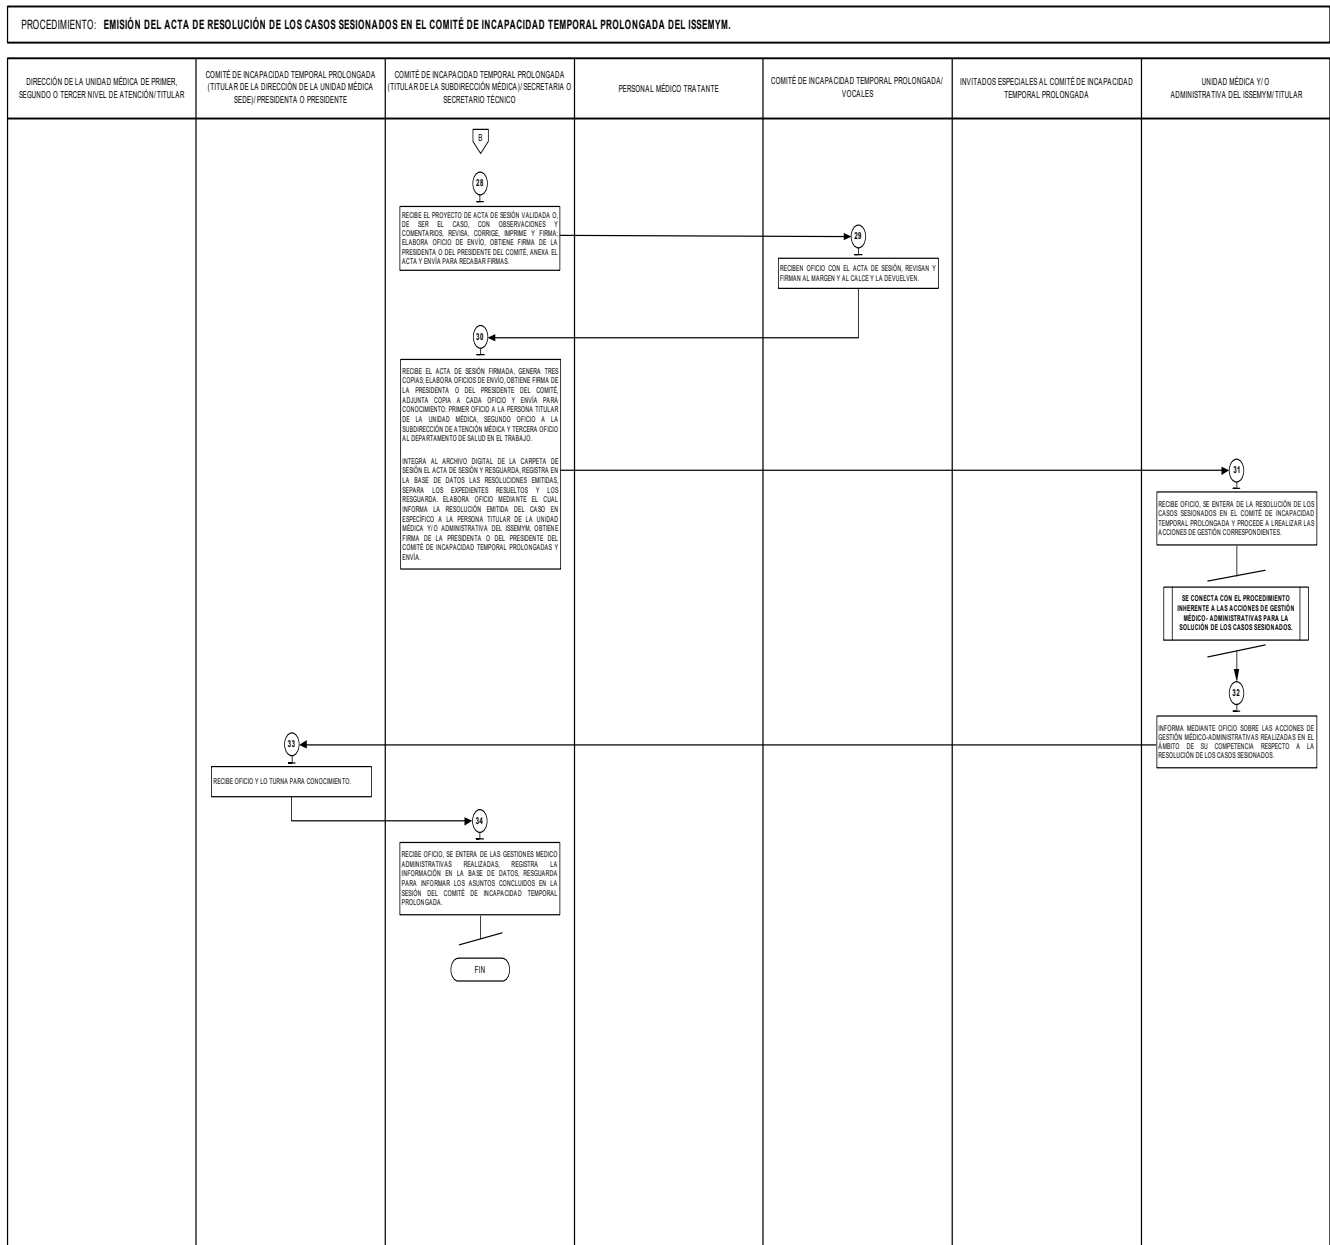 PROCEDIMIENTO: EMISIÓN DEL ACTA DE RESOLUCIÓN DE LOS CASOS SESIONADOS EN EL COMITÉ DE INCAPACIDAD TEMPORAL PROLONGADA DEL ISSEMYM.
DIRECCIÓN DE LA UNIDAD MÉDICA DE PRIMER,
SEGUNDO O TERCER NIVEL DE ATENCIÓN/ TITULAR
COMITÉ DE INCAPACIDAD TEMPORAL PROLONGADA
(TITULAR DE LA DIRECCIÓN DE LA UNIDAD MÉDICA
SEDE)/ PRESIDENTA O PRESIDENTE
COMITÉ DE INCAPACIDAD TEMPORAL PROLONGADA
(TITULAR DE LA SUBDIRECCIÓN MÉDICA)/ SECRETARIA O
SECRETARIO TÉCNICO
PERSONAL MÉDICO TRATANTE
COMITÉ DE INCAPACIDAD TEMPORAL PROLONGADA/
VOCALES
INVITADOS ESPECIALES AL COMITÉ DE INCAPACIDAD
TEMPORAL PROLONGADA
UNIDAD MÉDICA Y/ O
ADMINISTRATIVA DEL ISSEMYM/ TITULAR
B
28
RECIBE EL PROYECTO DE ACTA DE SESIÓN VALIDADA O,
DE SER EL CASO, CON OBSERVACIONES Y
COMENTARIOS, REVISA, CORRIGE, IMPRIME Y FIRMA;
ELABORA OFICIO DE ENVÍO, OBTIENE FIRMA DE LA
PRESIDENTA O DEL PRESIDENTE DEL COMITÉ, ANEXA EL
ACTA Y ENVÍA PARA RECABAR FIRMAS.
29
RECIBEN OFICIO CON EL ACTA DE SESIÓN, REVISAN Y
FIRMAN AL MARGEN Y AL CALCE Y LA DEVUELVEN.
30
RECIBE EL ACTA DE SESIÓN FIRMADA, GENERA TRES
COPIAS; ELABORA OFICIOS DE ENVÍO, OBTIENE FIRMA DE
LA PRESIDENTA O DEL PRESIDENTE DEL COMITÉ,
ADJUNTA COPIA A CADA OFICIO Y ENVÍA PARA
CONOCIMIENTO: PRIMER OFICIO A LA PERSONA TITULAR
DE LA UNIDAD MÉDICA, SEGUNDO OFICIO A LA
SUBDIRECCIÓN DE ATENCIÓN MÉDICA Y TERCERA OFICIO
AL DEPARTAMENTO DE SALUD EN EL TRABAJO.
INTEGRA AL ARCHIVO DIGITAL DE LA CARPETA DE
SESIÓN EL ACTA DE SESIÓN Y RESGUARDA, REGISTRA EN
LA BASE DE DATOS LAS RESOLUCIONES EMITIDAS,
SEPARA LOS EXPEDIENTES RESUELTOS Y LOS
RESGUARDA. ELABORA OFICIO MEDIANTE EL CUAL
INFORMA LA RESOLUCIÓN EMITIDA DEL CASO EN
ESPECÍFICO A LA PERSONA TITULAR DE LA UNIDAD
MÉDICA Y/O ADMINISTRATIVA DEL ISSEMYM, OBTIENE
FIRMA DE LA PRESIDENTA O DEL PRESIDENTE DEL
COMITÉ DE INCAPACIDAD TEMPORAL PROLONGADAS Y
ENVÍA.
31
RECIBE OFICIO, SE ENTERA DE LA RESOLUCIÓN DE LOS
CASOS SESIONADOS EN EL COMITÉ DE INCAPACIDAD
TEMPORAL PROLONGADA Y PROCEDE A LREALIZAR LAS
ACCIONES DE GESTIÓN CORRESPONDIENTES.
SE CONECTA CON EL PROCEDIMIENTO
INHERENTE A LAS ACCIONES DE GESTIÓN
MÉDICO- ADMINISTRATIVAS PARA LA
SOLUCIÓN DE LOS CASOS SESIONADOS.
32
INFORMA MEDIANTE OFICIO SOBRE LAS ACCIONES DE
GESTIÓN MÉDICO-ADMINISTRATIVAS REALIZADAS EN EL
ÁMBITO DE SU COMPETENCIA RESPECTO A LA
RESOLUCIÓN DE LOS CASOS SESIONADOS.
33
RECIBE OFICIO Y LO TURNA PARA CONOCIMIENTO.
34
RECIBE OFICIO, SE ENTERA DE LAS GESTIONES MEDICO
ADMINISTRATIVAS REALIZADAS, REGISTRA LA
INFORMACIÓN EN LA BASE DE DATOS, RESGUARDA
PARA INFORMAR LOS ASUNTOS CONCLUIDOS EN LA
SESIÓN DEL COMITÉ DE INCAPACIDAD TEMPORAL
PROLONGADA.
FIN